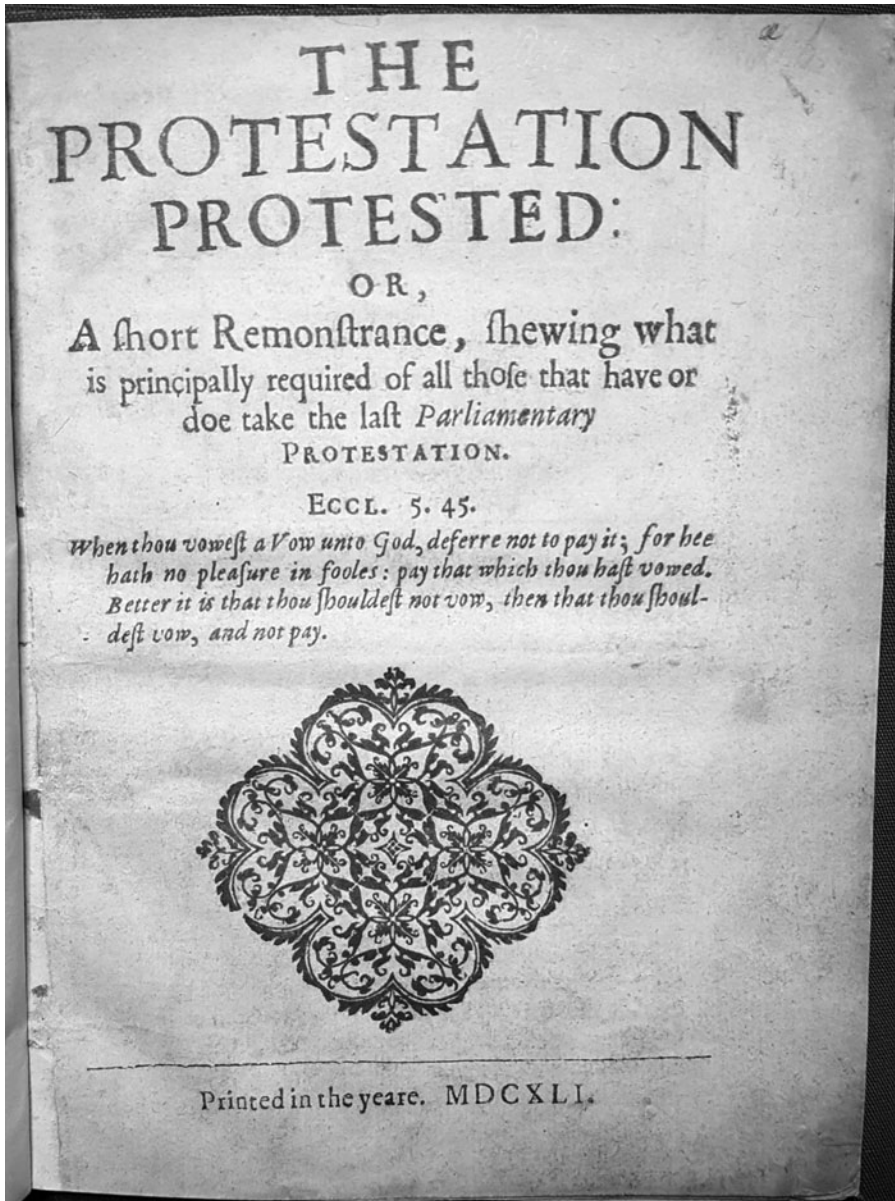 THE
PROTESTATION
PROTESTED:
OR,
A ſhort Remonſtrance, ſhewing what
is principally required of all thoſe that have or
doe take the laſt Parliamentary
PROTESTATION.
ECCL. 5. 45.
When thou voweſt a Vow unto God, deferre not to pay it; for hee
hath no pleaſure in fooles: pay that which thou haſt vowed.
Better it is that thou ſhouldeſt not vow, then that thou ſhoul-
deſt vow, and not pay.
Printed in the yeare. MDCXLI.